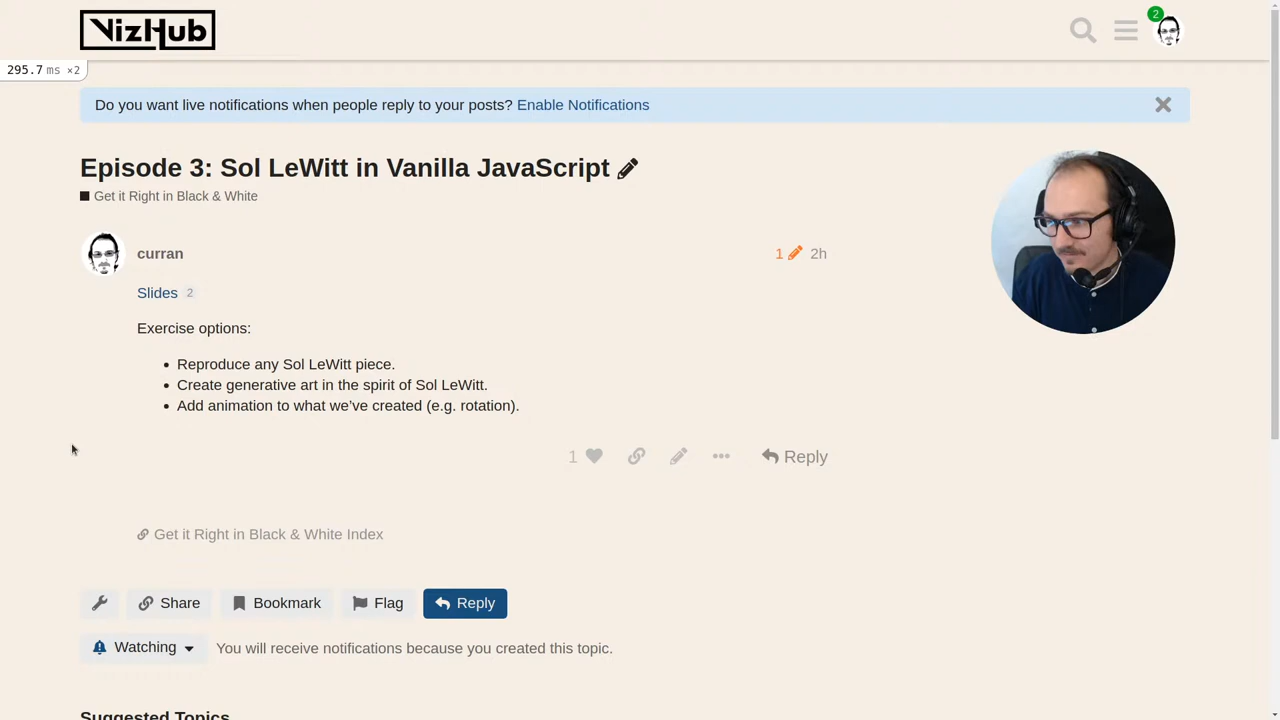 VizHub
2
295.7 ms ×2
Do you want live notifications when people reply to your posts? Enable Notifications
Episode 3: Sol LeWitt in Vanilla JavaScript
Get it Right in Black & White
curran
1 2h
Slides 2
Exercise options:
• Reproduce any Sol LeWitt piece.
• Create generative art in the spirit of Sol LeWitt.
• Add animation to what we’ve created (e.g. rotation).
1 Reply
Get it Right in Black & White Index
Share Bookmark Flag Reply
Watching You will receive notifications because you created this topic.
Suggested Topics